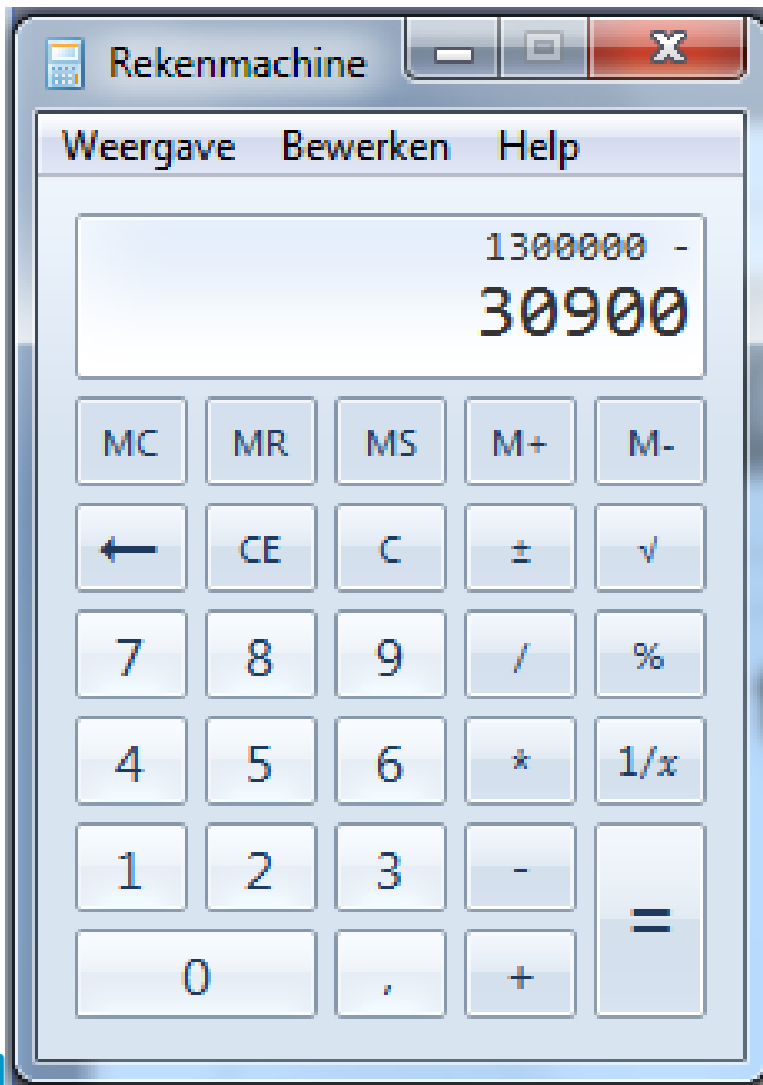 Rekenmachine
Weergave Bewerken Help
1300000 -
30900
MC MR MS M+ M-
← CE C ± √
7 8 9 / %
4 5 6 * 1/x
1 2 3 - =
0 , +